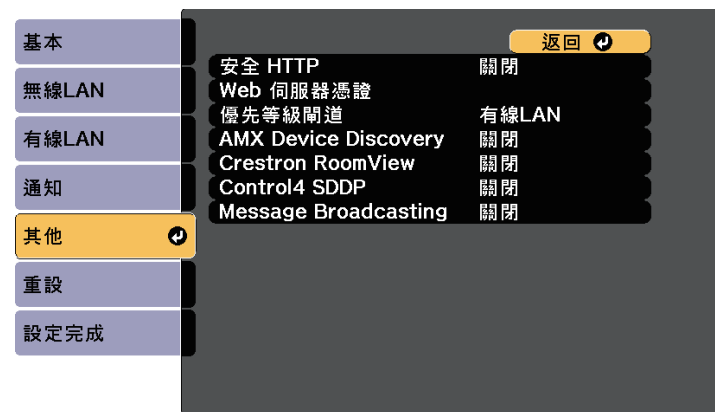 基本
無線LAN
有線LAN
通知
其他
重設
設定完成
返回
安全 HTTP 關閉
Web 伺服器憑證
優先等級閘道 有線LAN
AMX Device Discovery 關閉
Crestron RoomView 關閉
Control4 SDDP 關閉
Message Broadcasting 關閉